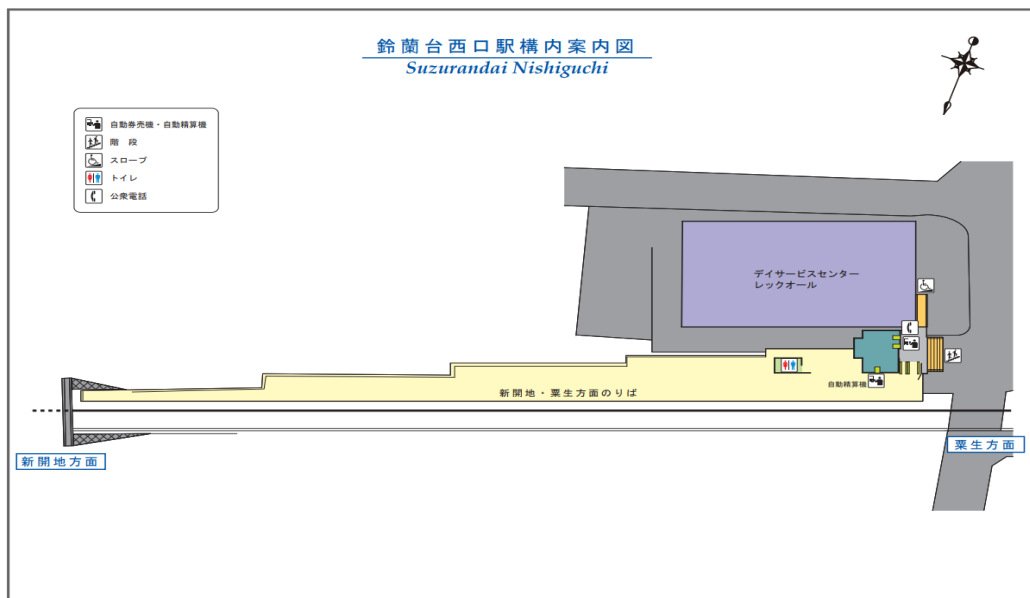 鈴蘭台西口駅構内案内図
Suzurandai Nishiguchi
自動券売機・自動精算機
階 段
スロープ
トイレ
公衆電話
デイサービスセンター
レックオール
自動精算機
新開地・粟生方面のりば
新開地方面
粟生方面